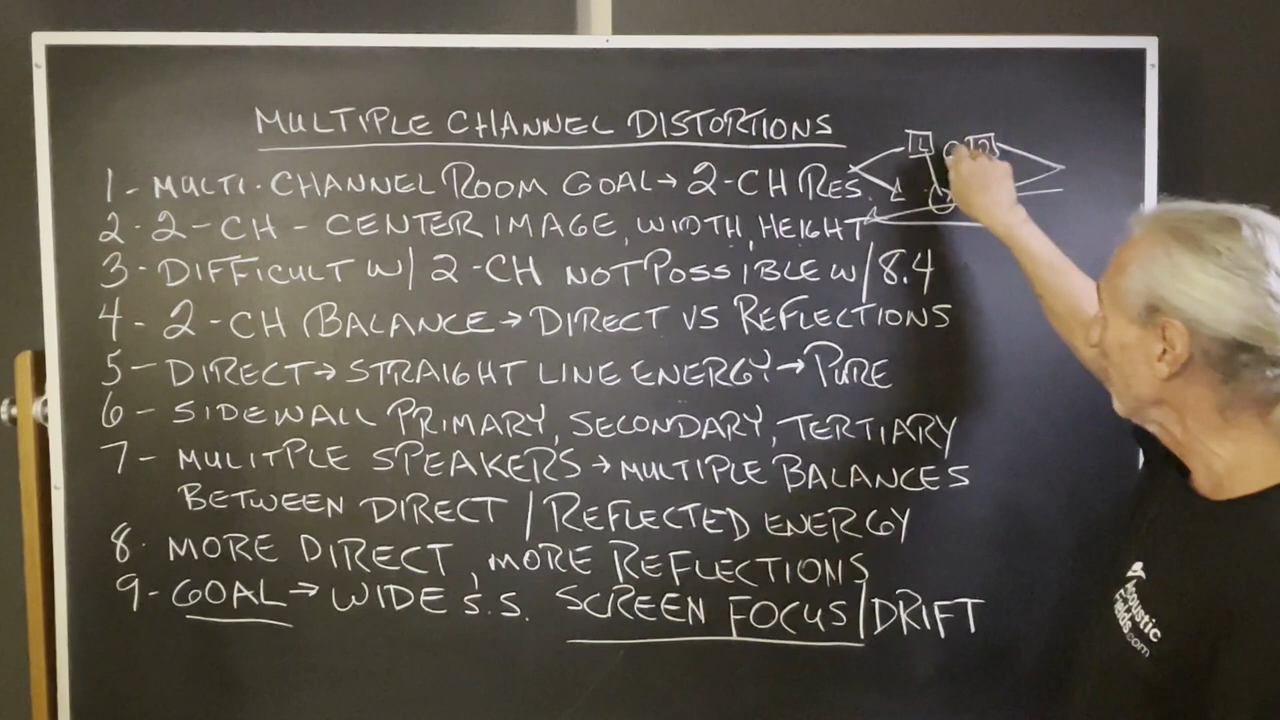 MULTIPLE CHANNEL DISTORTIONS
1- MULTI-CHANNEL ROOM GOAL→ 2-CH RES.
2- 2-CH - CENTER IMAGE, WIDTH, HEIGHT
3- DIFFICULT W/ 2-CH NOT POSSIBLE W/ 8.4
4- 2-CH BALANCE→ DIRECT VS REFLECTIONS
5- DIRECT→ STRAIGHT LINE ENERGY→ PURE
6- SIDEWALL PRIMARY, SECONDARY, TERTIARY
7- MULITPLE SPEAKERS→ MULTIPLE BALANCES
BETWEEN DIRECT / REFLECTED ENERGY
8- MORE DIRECT, MORE REFLECTIONS
9- GOAL→ WIDE S.S. SCREEN FOCUS/DRIFT
L
Acoustic
Fields.com